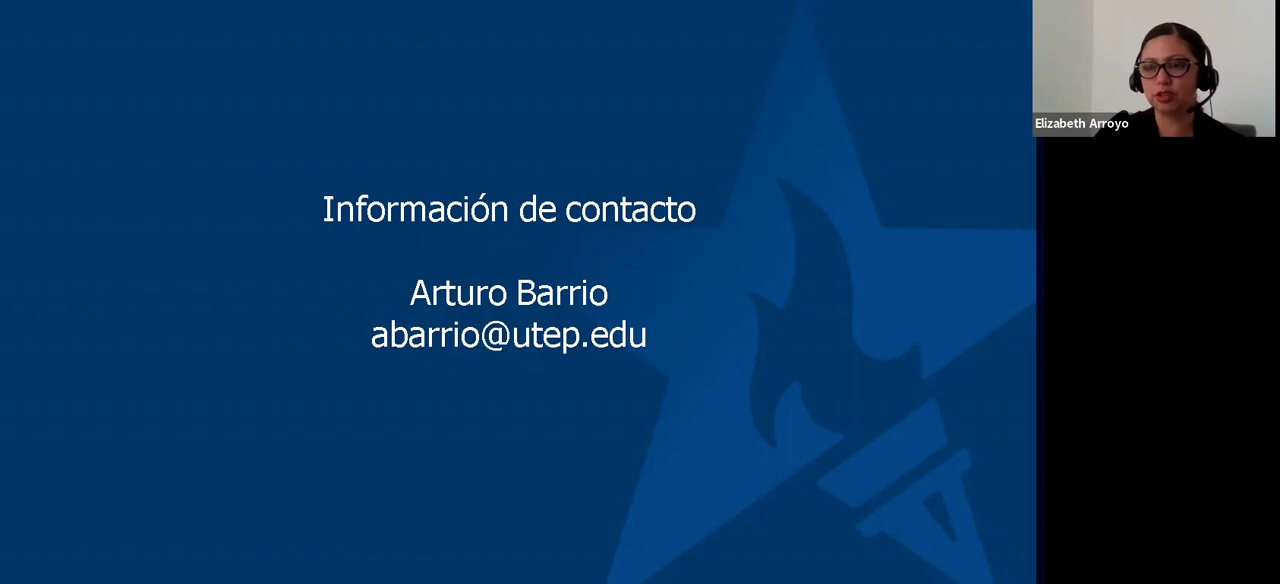 Información de contacto
Arturo Barrio
abarrio@utep.edu
Elizabeth Arroyo